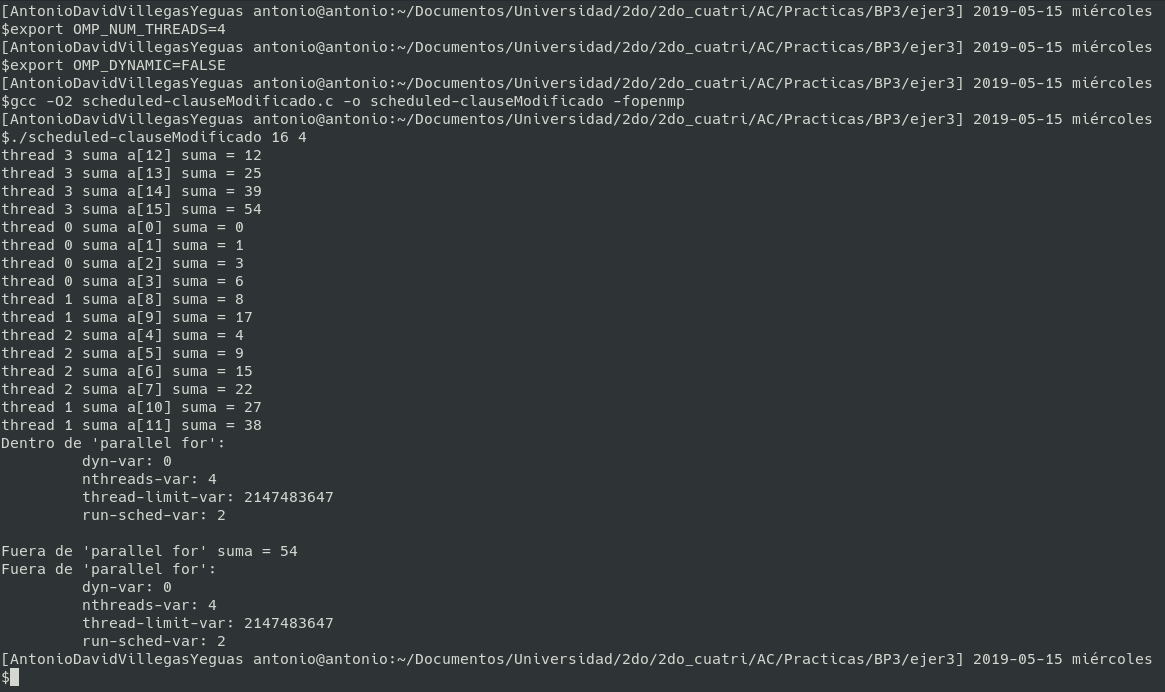 [AntonioDavidVillegasYeguas antonio@antonio:~/Documentos/Universidad/2do/2do_cuatri/AC/Practicas/BP3/ejer3] 2019-05-15 miércoles
$export OMP_NUM_THREADS=4
[AntonioDavidVillegasYeguas antonio@antonio:~/Documentos/Universidad/2do/2do_cuatri/AC/Practicas/BP3/ejer3] 2019-05-15 miércoles
$export OMP_DYNAMIC=FALSE
[AntonioDavidVillegasYeguas antonio@antonio:~/Documentos/Universidad/2do/2do_cuatri/AC/Practicas/BP3/ejer3] 2019-05-15 miércoles
$gcc -O2 scheduled-clauseModificado.c -o scheduled-clauseModificado -fopenmp
[AntonioDavidVillegasYeguas antonio@antonio:~/Documentos/Universidad/2do/2do_cuatri/AC/Practicas/BP3/ejer3] 2019-05-15 miércoles
$./scheduled-clauseModificado 16 4
thread 3 suma a[12] suma = 12
thread 3 suma a[13] suma = 25
thread 3 suma a[14] suma = 39
thread 3 suma a[15] suma = 54
thread 0 suma a[0] suma = 0
thread 0 suma a[1] suma = 1
thread 0 suma a[2] suma = 3
thread 0 suma a[3] suma = 6
thread 1 suma a[8] suma = 8
thread 1 suma a[9] suma = 17
thread 2 suma a[4] suma = 4
thread 2 suma a[5] suma = 9
thread 2 suma a[6] suma = 15
thread 2 suma a[7] suma = 22
thread 1 suma a[10] suma = 27
thread 1 suma a[11] suma = 38
Dentro de 'parallel for':
         dyn-var: 0
         nthreads-var: 4
         thread-limit-var: 2147483647
         run-sched-var: 2

Fuera de 'parallel for' suma = 54
Fuera de 'parallel for':
         dyn-var: 0
         nthreads-var: 4
         thread-limit-var: 2147483647
         run-sched-var: 2
[AntonioDavidVillegasYeguas antonio@antonio:~/Documentos/Universidad/2do/2do_cuatri/AC/Practicas/BP3/ejer3] 2019-05-15 miércoles
$